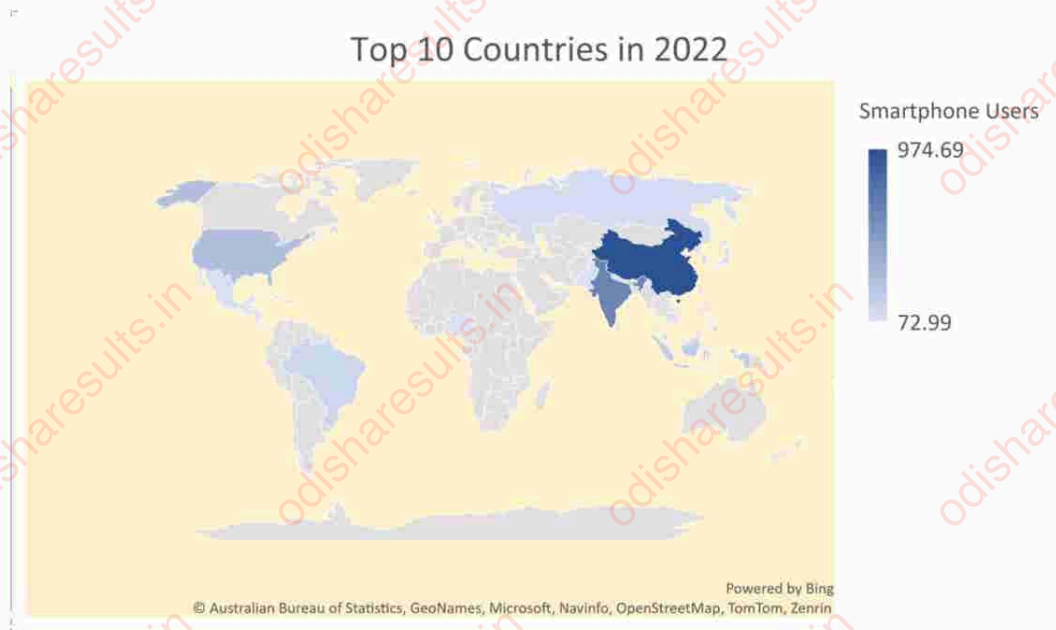 Top 10 Countries in 2022
Smartphone Users
974.69
72.99
Powered by Bing
© Australian Bureau of Statistics, GeoNames, Microsoft, Navinfo, OpenStreetMap, TomTom, Zenrin
odisharesults.in